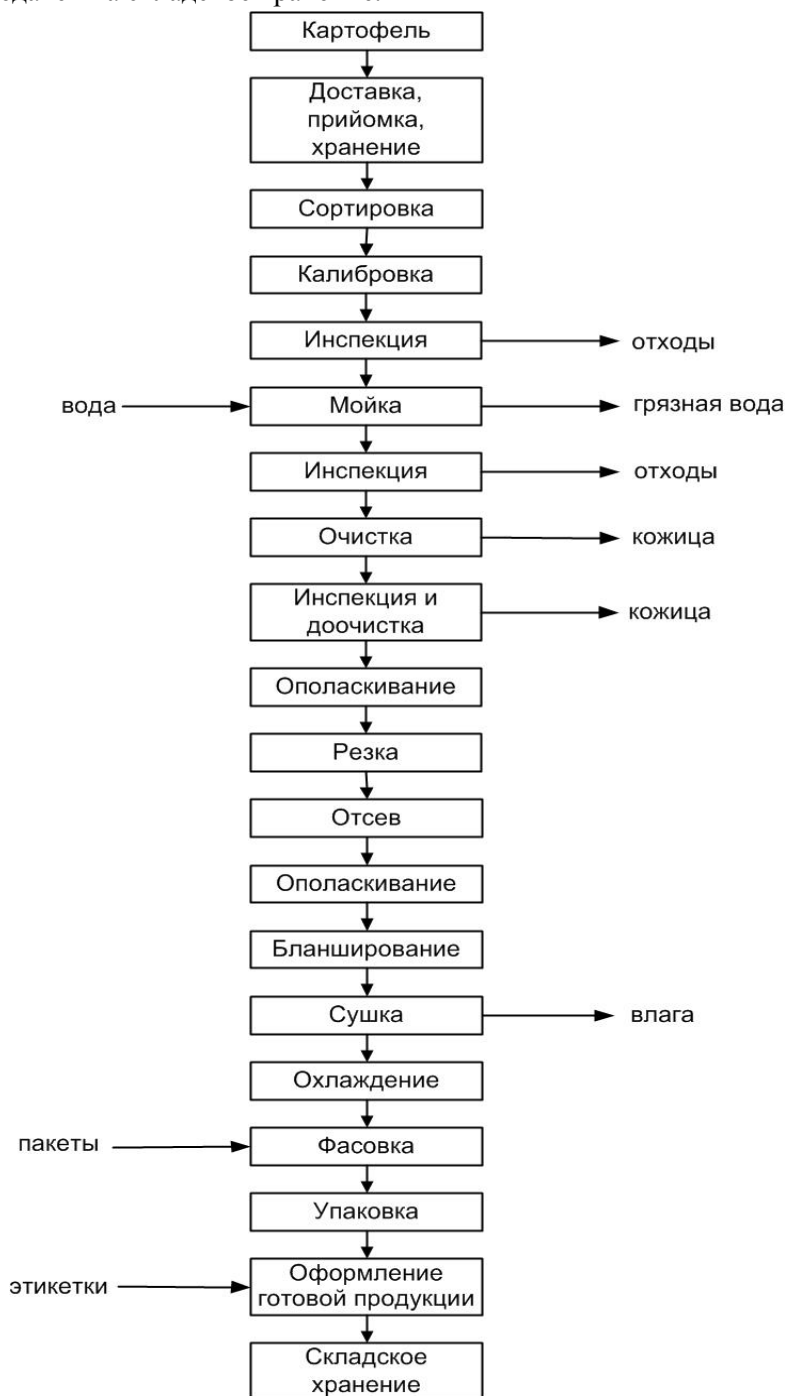 Картофель
Доставка,
прийомка,
хранение
Сортировка
Калибровка
Инспекция
отходы
вода
Мойка
грязная вода
Инспекция
отходы
Очистка
кожица
Инспекция и
доочистка
кожица
Ополаскивание
Резка
Отсев
Ополаскивание
Бланширование
Сушка
влага
Охлаждение
пакеты
Фасовка
Упаковка
этикетки
Оформление
готовой продукции
Складское
хранение